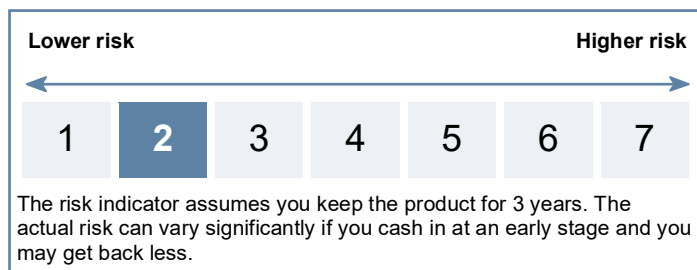 Lower risk Higher risk
1 2 3 4 5 6 7
The risk indicator assumes you keep the product for 3 years. The
actual risk can vary significantly if you cash in at an early stage and you
may get back less.